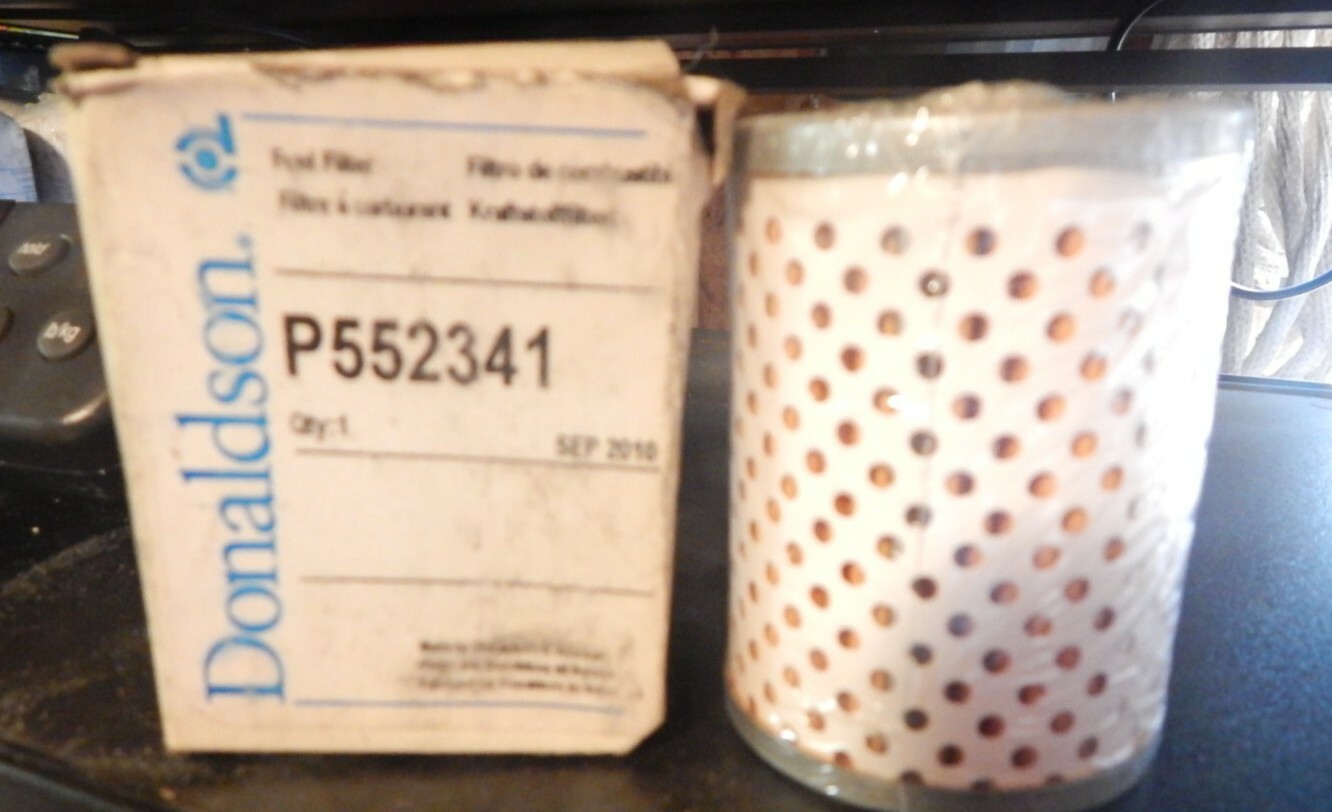 Donaldson.
Fuel Filter Filtro de combustible
Filtre à carburant Kraftstofffilter
P552341
Qty:1
SEP 2010